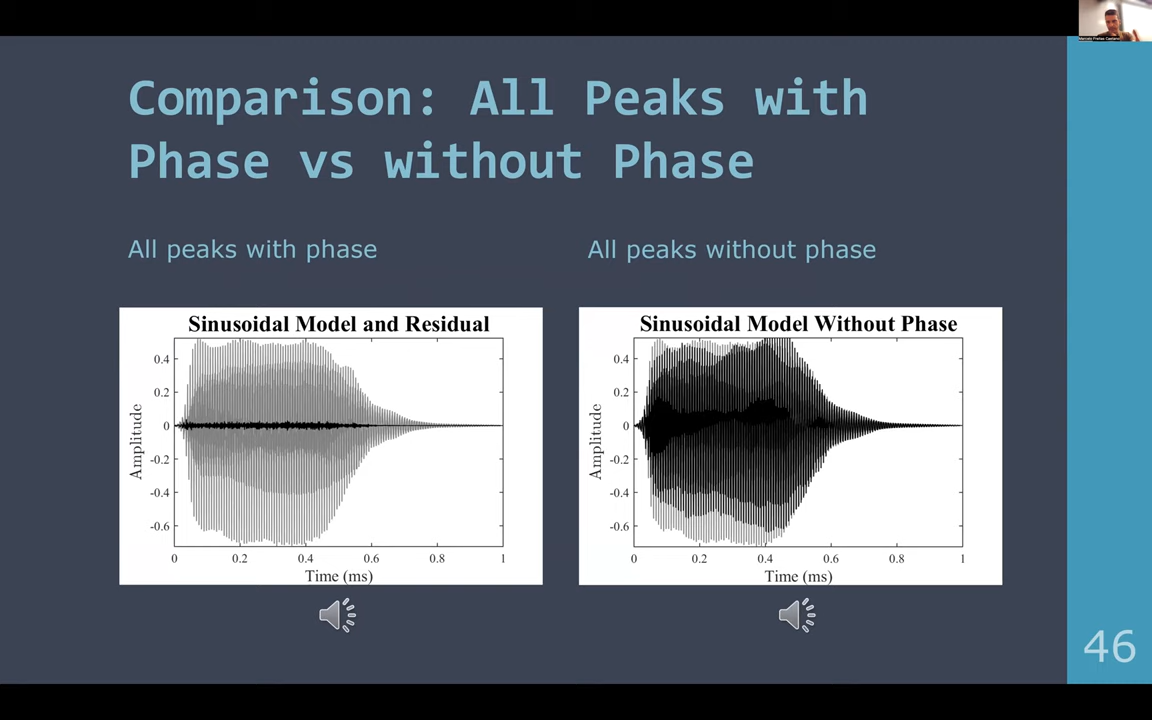 Marcelo Freitas Caetano
Comparison: All Peaks with
Phase vs without Phase
All peaks with phase
All peaks without phase
Sinusoidal Model and Residual
0.4
0.2
0
-0.2
-0.4
-0.6
Amplitude
0
0.2
0.4
0.6
0.8
1
Time (ms)
Sinusoidal Model Without Phase
0.4
0.2
0
-0.2
-0.4
-0.6
Amplitude
0
0.2
0.4
0.6
0.8
1
Time (ms)
46